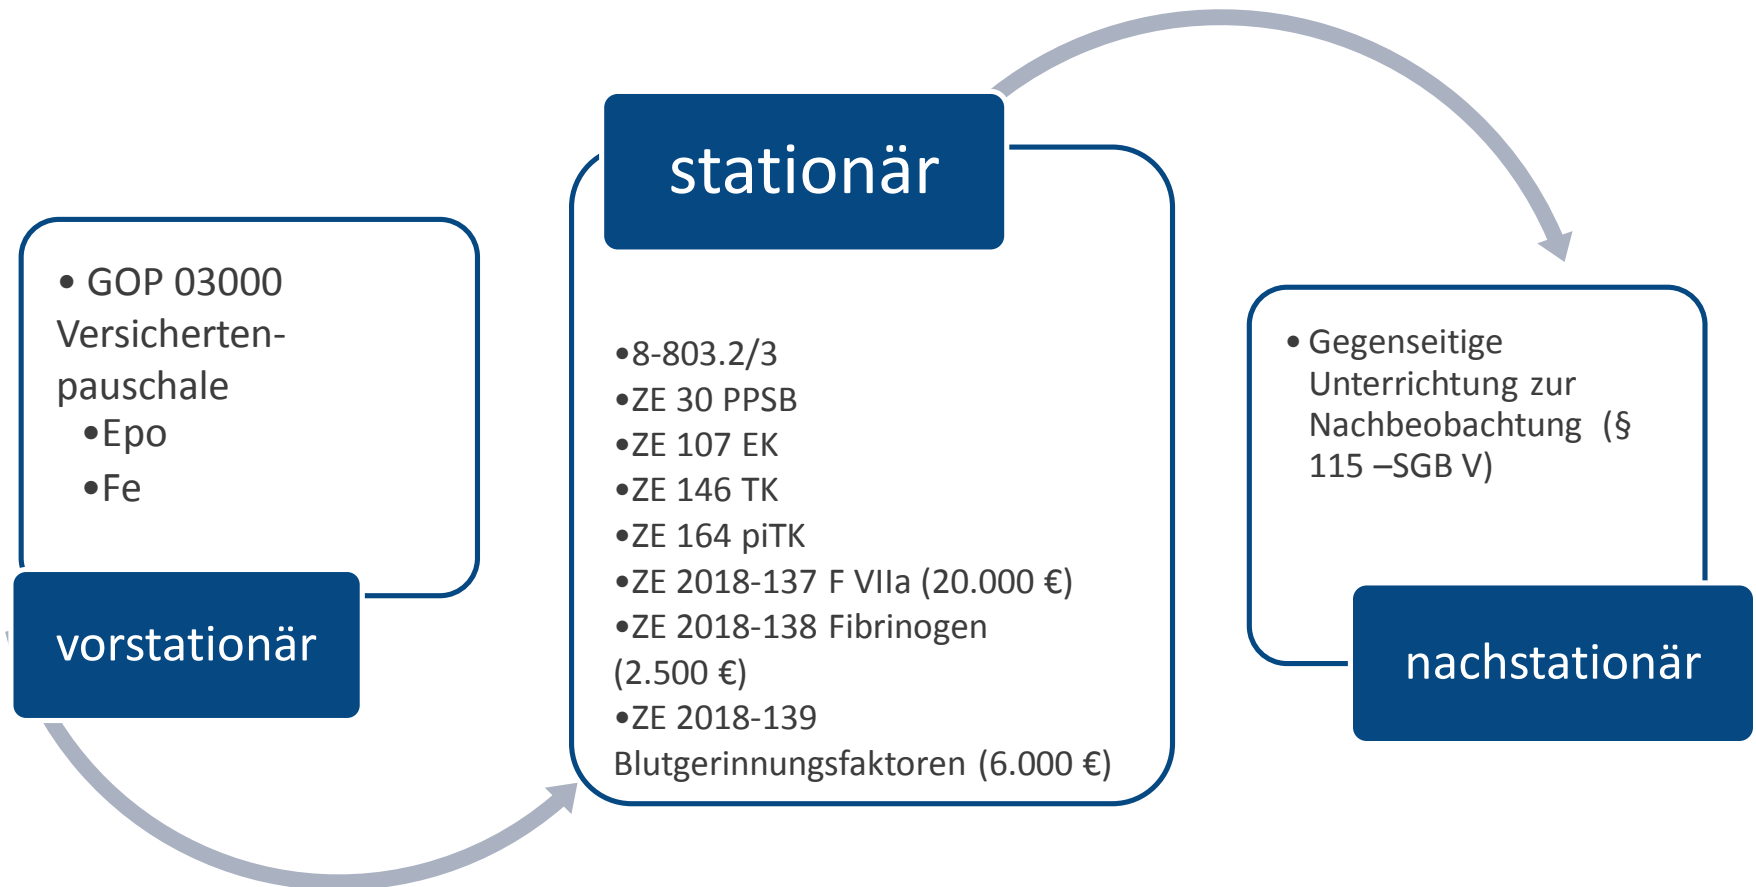 • GOP 03000
Versicherten-
pauschale
•Epo
•Fe
vorstationär
stationär
•8-803.2/3
•ZE 30 PPSB
•ZE 107 EK
•ZE 146 TK
•ZE 164 piTK
•ZE 2018-137 F VIIa (20.000 €)
•ZE 2018-138 Fibrinogen
(2.500 €)
•ZE 2018-139
Blutgerinnungsfaktoren (6.000 €)
• Gegenseitige
Unterrichtung zur
Nachbeobachtung (§
115 –SGB V)
nachstationär